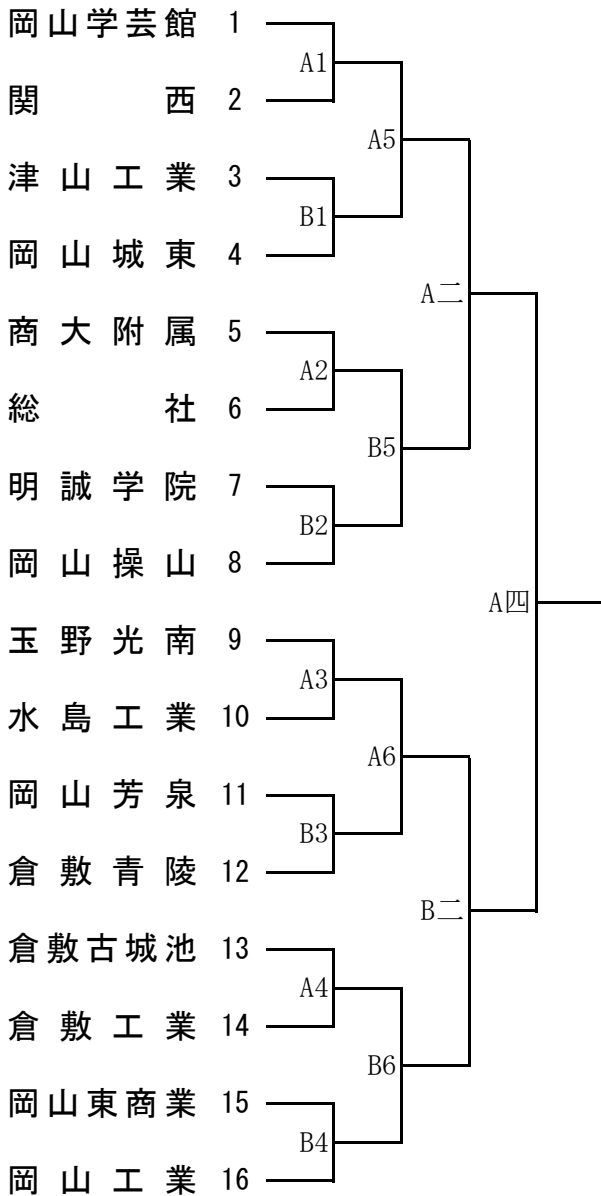 岡山学芸館 1
A1
関西 2
A5
津山工業 3
B1
岡山城東 4
A二
商大附属 5
A2
総社 6
B5
明誠学院 7
B2
岡山操山 8
A四
玉野光南 9
A3
水島工業 10
A6
岡山芳泉 11
B3
倉敷青陵 12
B二
倉敷古城池 13
A4
倉敷工業 14
B6
岡山東商業 15
B4
岡山工業 16